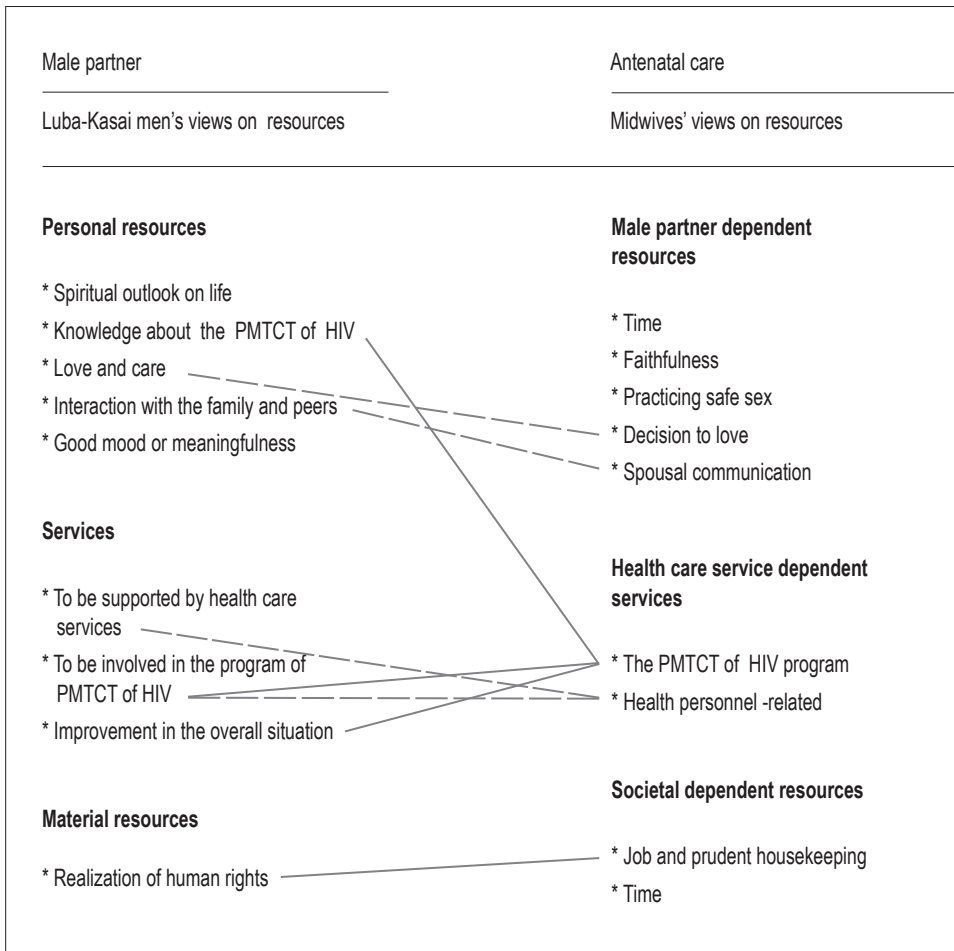 Male partner
Luba-Kasai men's views on resources
Personal resources
* Spiritual outlook on life
* Knowledge about the PMTCT of HIV
* Love and care
* Interaction with the family and peers
* Good mood or meaningfulness
Services
* To be supported by health care
services
* To be involved in the program of
PMTCT of HIV
* Improvement in the overall situation
Material resources
* Realization of human rights
Antenatal care
Midwives' views on resources
Male partner dependent
resources
* Time
* Faithfulness
* Practicing safe sex
* Decision to love
* Spousal communication
Health care service dependent
services
* The PMTCT of HIV program
* Health personnel -related
Societal dependent resources
* Job and prudent housekeeping
* Time